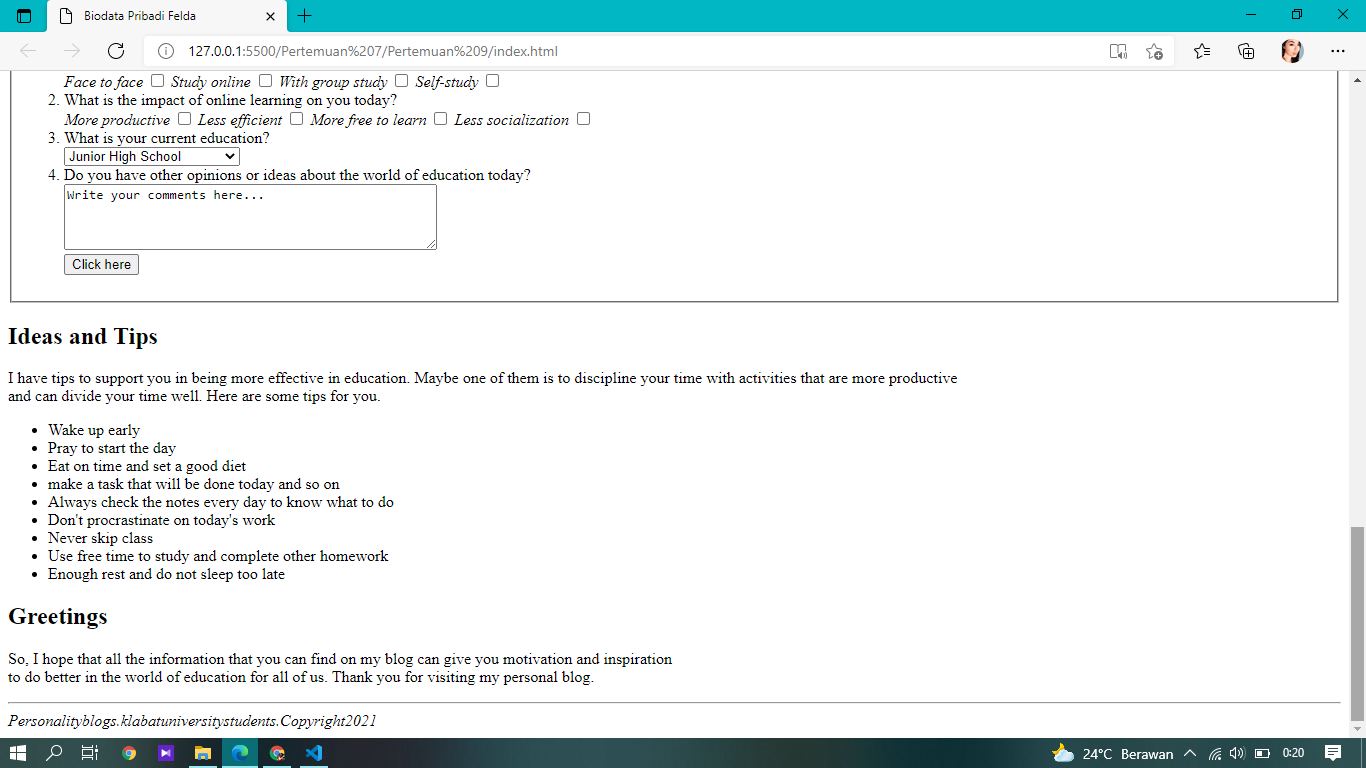 Biodata Pribadi Felda
127.0.0.1:5500/Pertemuan%207/Pertemuan%209/index.html
Face to face Study online With group study Self-study
2. What is the impact of online learning on you today?
More productive Less efficient More free to learn Less socialization
3. What is your current education?
Junior High School
4. Do you have other opinions or ideas about the world of education today?
Write your comments here...
Click here
Ideas and Tips
I have tips to support you in being more effective in education. Maybe one of them is to discipline your time with activities that are more productive
and can divide your time well. Here are some tips for you.
• Wake up early
• Pray to start the day
• Eat on time and set a good diet
• make a task that will be done today and so on
• Always check the notes every day to know what to do
• Don't procrastinate on today's work
• Never skip class
• Use free time to study and complete other homework
• Enough rest and do not sleep too late
Greetings
So, I hope that all the information that you can find on my blog can give you motivation and inspiration
to do better in the world of education for all of us. Thank you for visiting my personal blog.
Personalityblogs.klabatuniversitystudents.Copyright2021
24°C Berawan 0:20